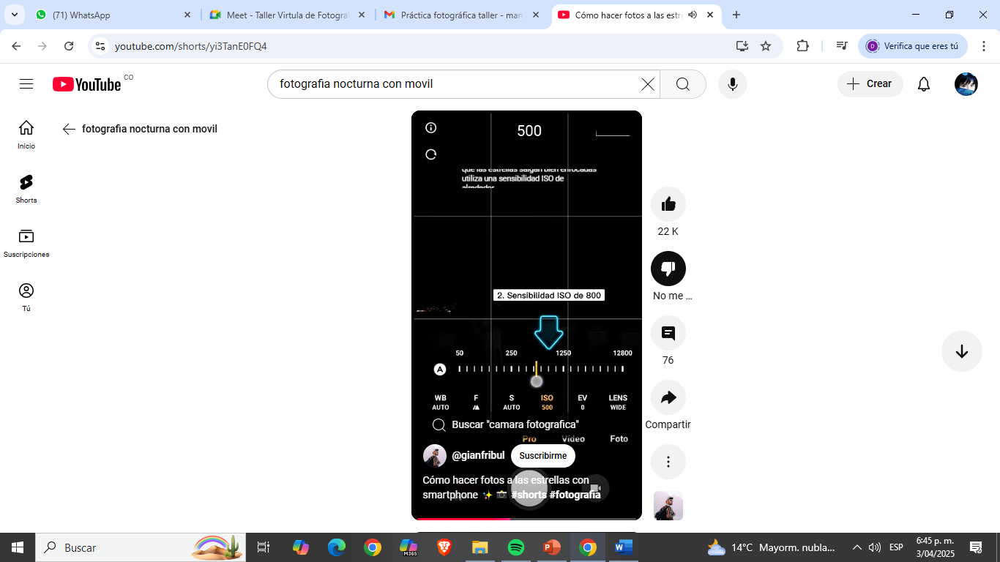 (71) WhatsApp
Meet - Taller Virtula de Fotogra
Práctica fotográfica taller - man
Cómo hacer fotos a las estre
youtube.com/shorts/yi3TanE0FQ4
D
Verifica que eres tú
YouTube CO
fotografia nocturna con movil
Crear
fotografia nocturna con movil
Inicio
Shorts
Suscripciones
Tú
500
que las estrellas salgan bien enfocadas
utiliza una sensibilidad ISO de
alrededor
2. Sensibilidad ISO de 800
50 250 1250 12800
A
WB F S ISO EV LENS
AUTO AUTO 500 0 WIDE
Buscar "camara fotografica"
Pro Vídeo Foto
@gianfribul
Suscribirme
Cómo hacer fotos a las estrellas con
smartphone ✨ 📷 #shorts #fotografia
22 K
No me ...
76
Compartir
Buscar
M365
14°C Mayorm. nubla...
ESP
6:45 p. m.
3/04/2025